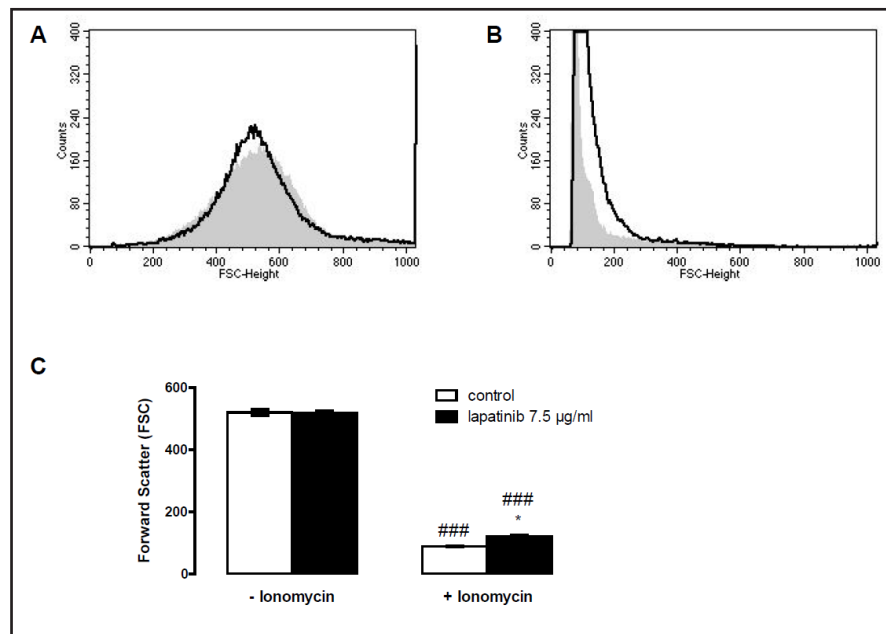 A
400
320
240
160
80
0
Counts
0 200 400 600 800 1000
FSC-Height
B
400
320
240
160
80
0
Counts
0 200 400 600 800 1000
FSC-Height
C
600
400
200
0
Forward Scatter (FSC)
control
lapatinib 7.5 µg/ml
###
###
*
- Ionomycin + Ionomycin